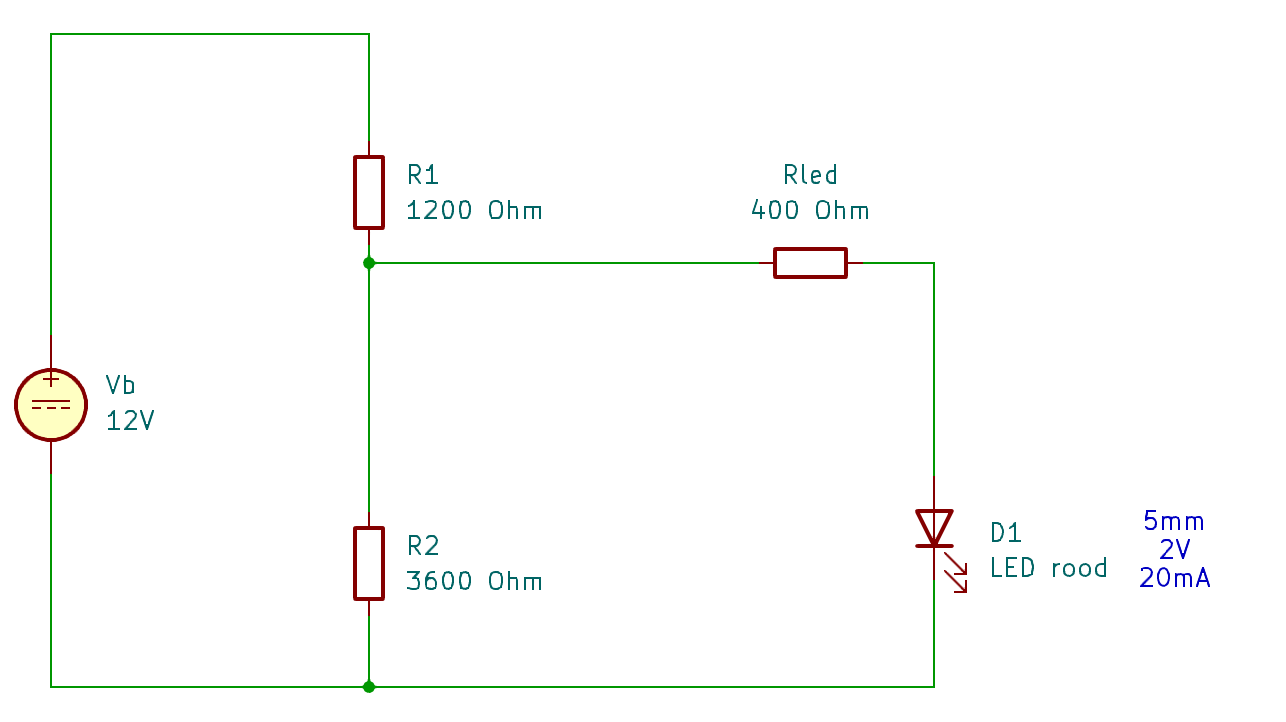 R1
1200 Ohm
Rled
400 Ohm
Vb
12V
R2
3600 Ohm
D1
LED rood
5mm
2V
20mA